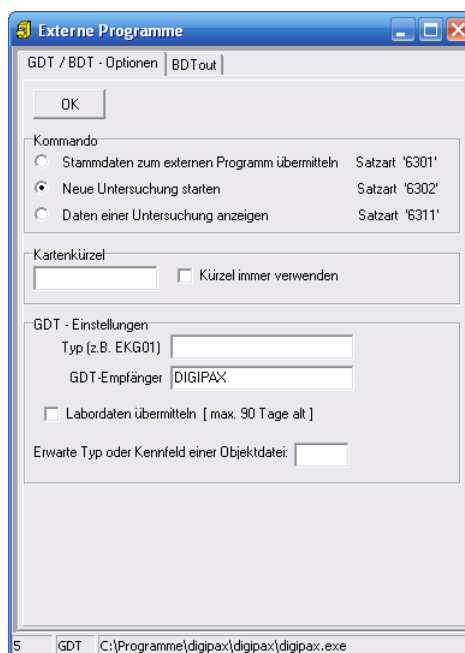 Externe Programme
GDT / BDT - Optionen BDTout
OK
Kommando
Stammdaten zum externen Programm übermitteln Satzart '6301'
Neue Untersuchung starten Satzart '6302'
Daten einer Untersuchung anzeigen Satzart '6311'
Kartenkürzel
Kürzel immer verwenden
GDT - Einstellungen
Typ (z.B. EKG01)
GDT-Empfänger DIGIPAX
Labordaten übermitteln [ max. 90 Tage alt ]
Erwarte Typ oder Kennfeld einer Objektdatei:
5 GDT C:\Programme\digipax\digipax\digipax.exe